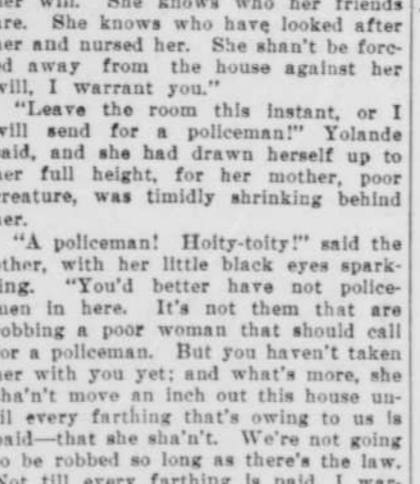 her will. She knows who her friends
are. She knows who have looked after
her and nursed her. She shan't be forc-
ed away from the house against her
will, I warrant you."
"Leave the room this instant, or I
will send for a policeman!" Yolande
said, and she had drawn herself up to
her full height, for her mother, poor
creature, was timidly shrinking behind
her.
"A policeman! Hoity-toity!" said the
other, with her little black eyes spark-
ling. "You'd better have not police-
men in here. It's not them that are
robbing a poor woman that should call
for a policeman. But you haven't taken
her with you yet; and what's more, she
sha'n't move an inch out this house un-
til every farthing that's owing to us is
paid—that she sha'n't. We're not going
to be robbed so long as there's the law.
Not till every farthing is paid, I war-